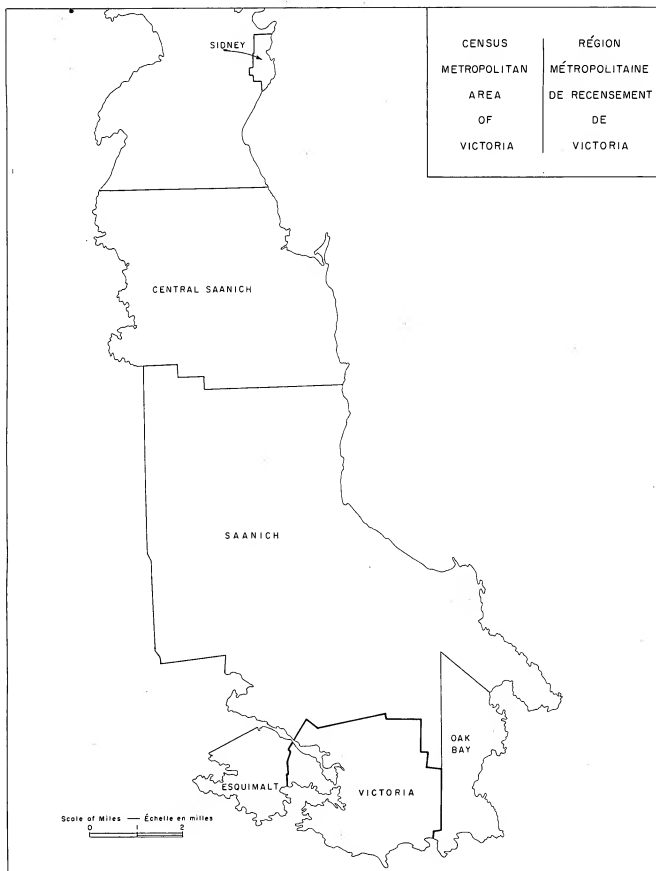 CENSUS
METROPOLITAN
AREA
OF
VICTORIA
RÉGION
MÉTROPOLITAINE
DE RECENSEMENT
DE
VICTORIA
SIDNEY
CENTRAL SAANICH
SAANICH
OAK
BAY
ESQUIMALT
VICTORIA
Scale of Miles — Échelle en milles
0 1 2